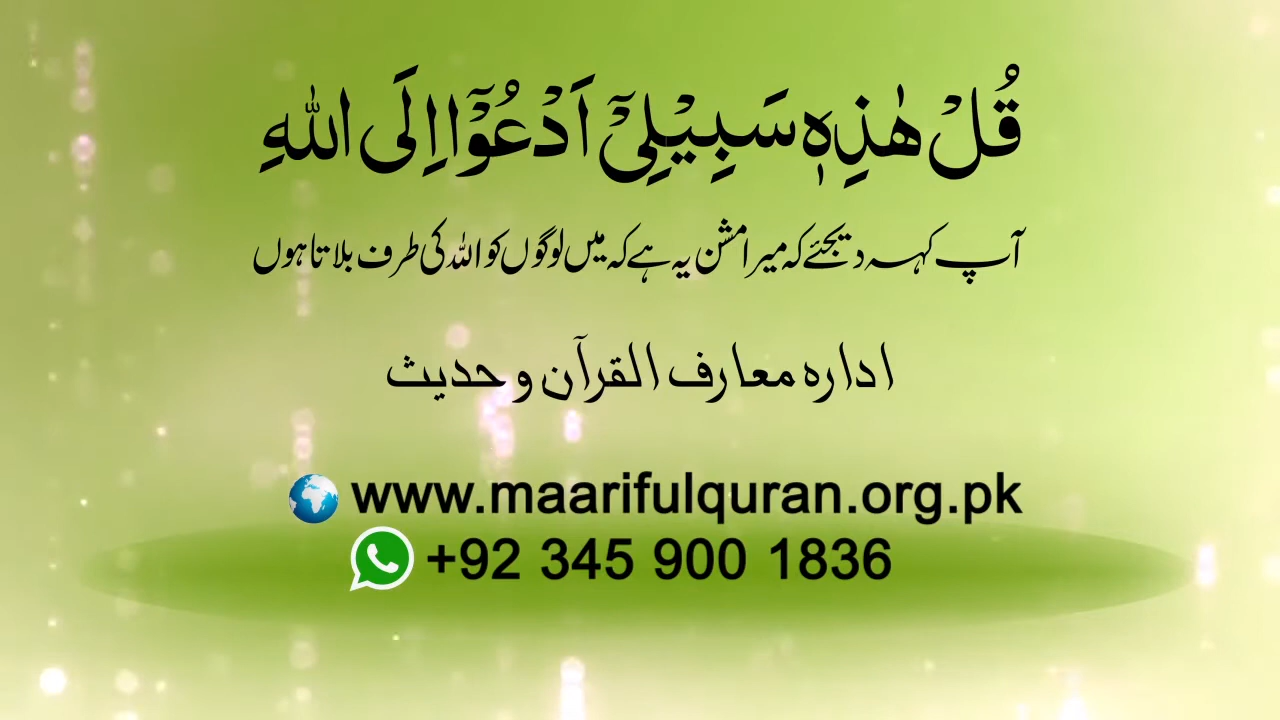 قُلْ هٰذِهٖ سَبِيْلِیْۤ اَدْعُوْۤا اِلَی اللّٰهِ
آپ کہہ دیجئے کہ میرا مشن یہ ہے کہ میں لوگوں کو اللہ کی طرف بلاتا ہوں
ادارہ معارف القرآن و حدیث
www.maarifulquran.org.pk
+92 345 900 1836